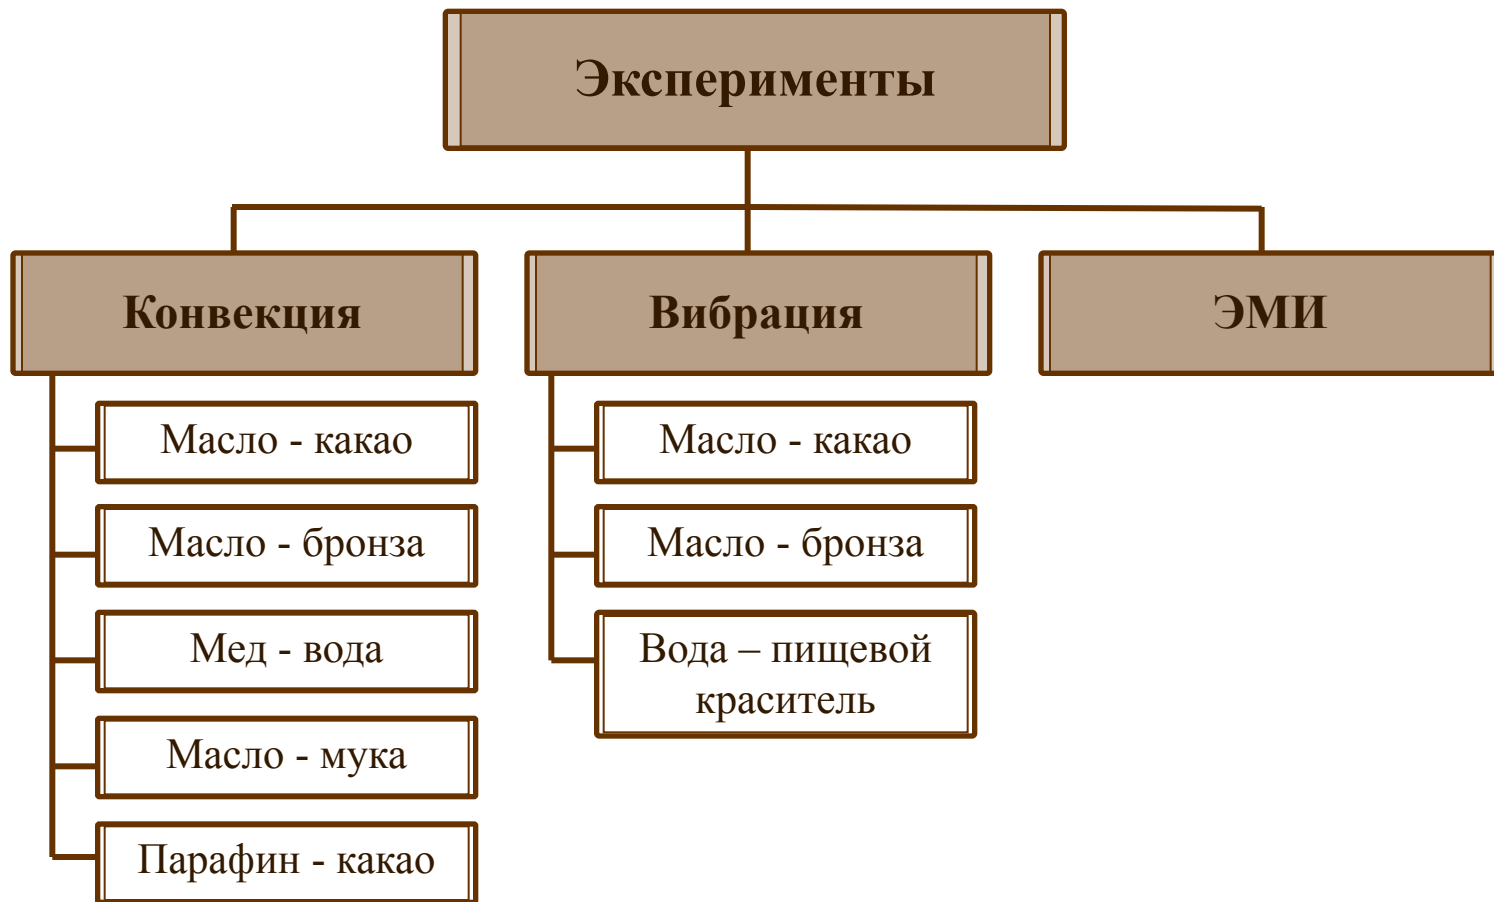 Эксперименты
Конвекция
Масло - какао
Масло - бронза
Мед - вода
Масло - мука
Парафин - какао
Вибрация
Масло - какао
Масло - бронза
Вода – пищевой
краситель
ЭМИ